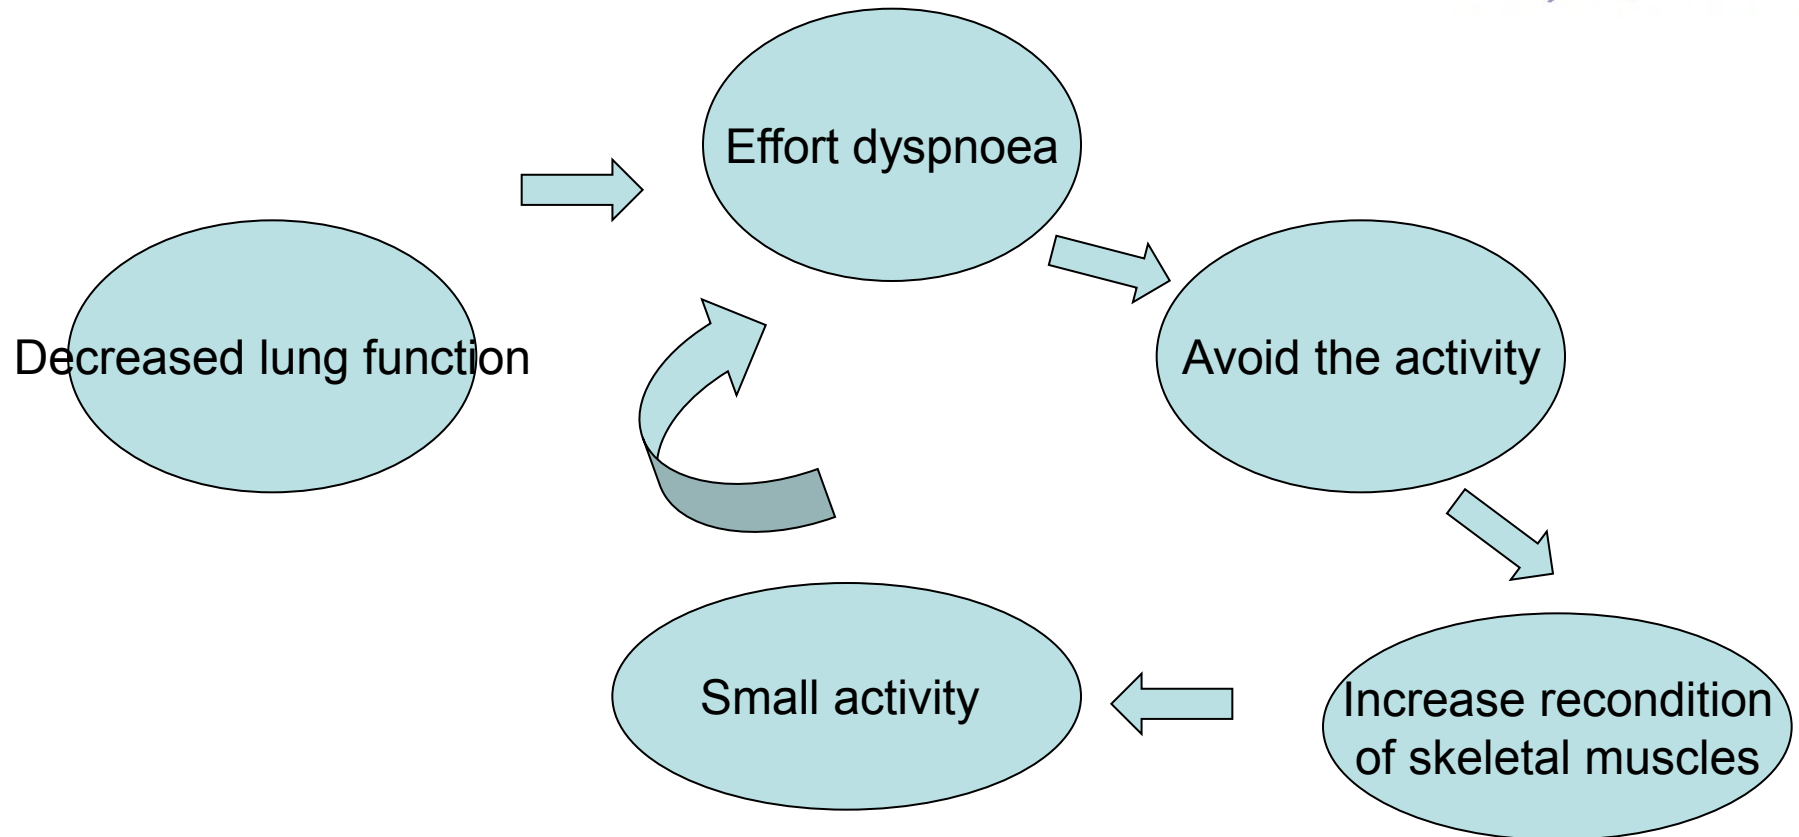 Effort dyspnoea
Decreased lung function
Avoid the activity
Small activity
Increase recondition
of skeletal muscles